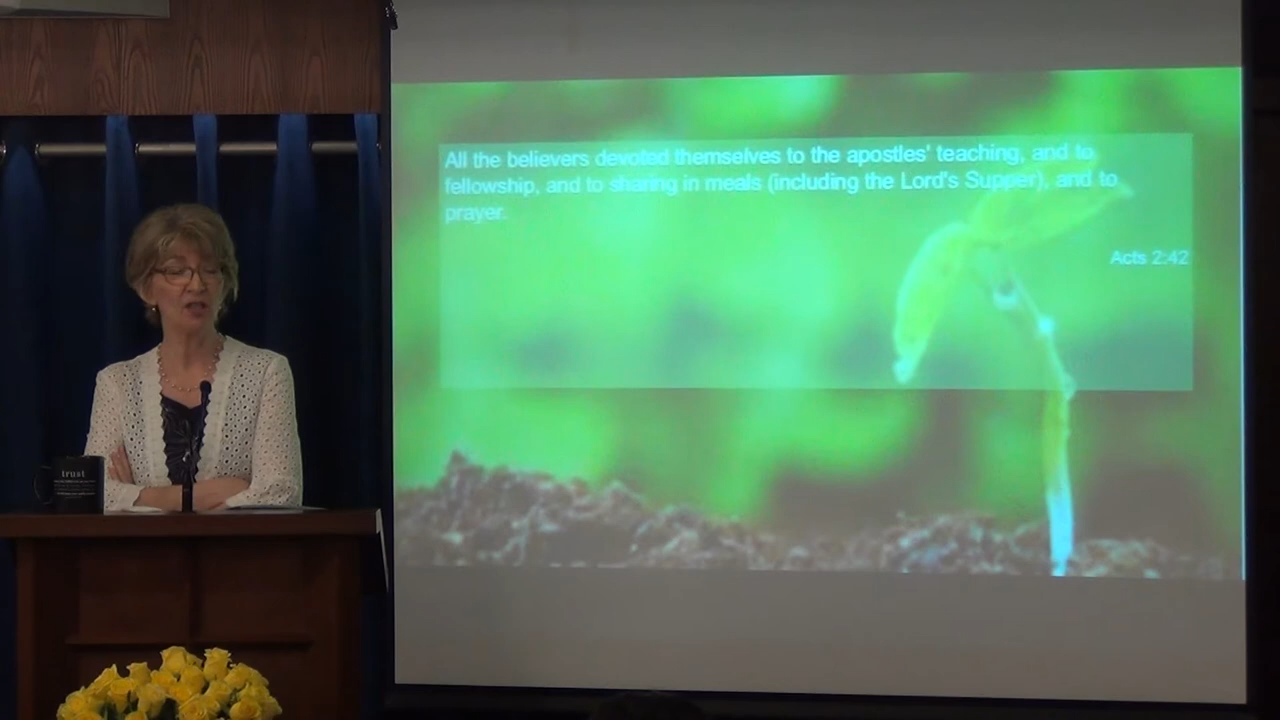 All the believers devoted themselves to the apostles' teaching, and to
fellowship, and to sharing in meals (including the Lord's Supper), and to
prayer.
Acts 2:42
trust